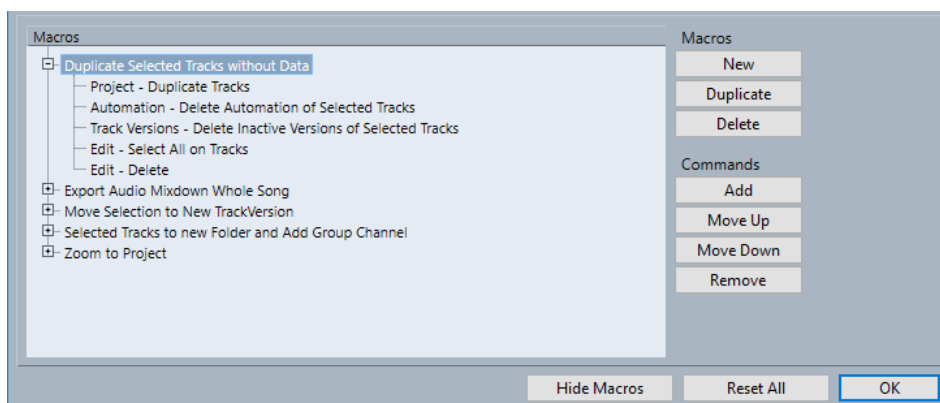 Macros
Duplicate Selected Tracks without Data
Project - Duplicate Tracks
Automation - Delete Automation of Selected Tracks
Track Versions - Delete Inactive Versions of Selected Tracks
Edit - Select All on Tracks
Edit - Delete
Export Audio Mixdown Whole Song
Move Selection to New TrackVersion
Selected Tracks to new Folder and Add Group Channel
Zoom to Project
Macros
New
Duplicate
Delete
Commands
Add
Move Up
Move Down
Remove
Hide Macros
Reset All
OK